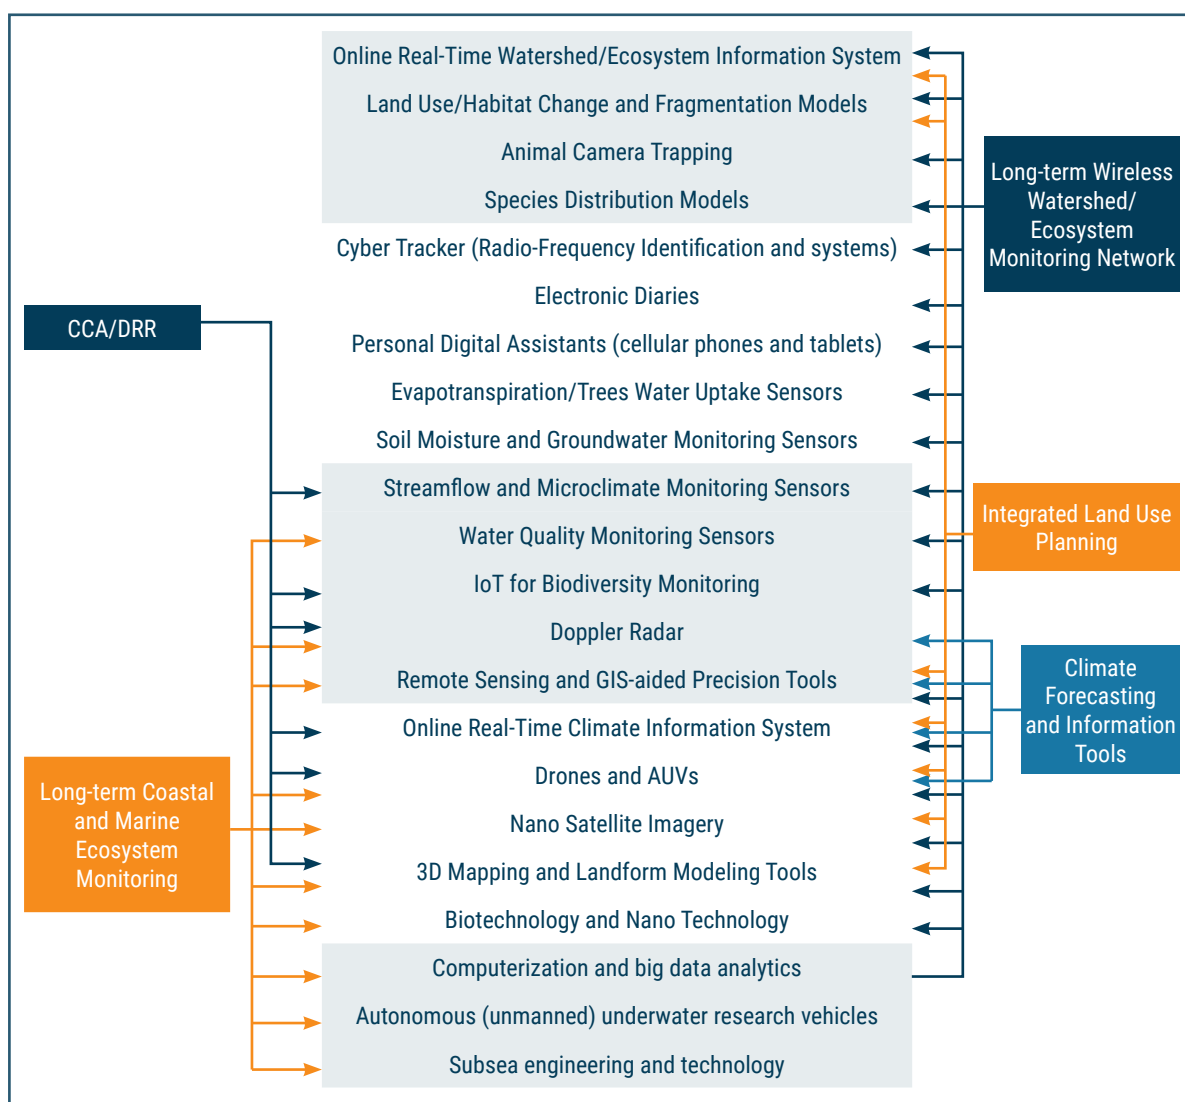 Online Real-Time Watershed/Ecosystem Information System
Land Use/Habitat Change and Fragmentation Models
Animal Camera Trapping
Species Distribution Models
Cyber Tracker (Radio-Frequency Identification and systems)
Electronic Diaries
Personal Digital Assistants (cellular phones and tablets)
Evapotranspiration/Trees Water Uptake Sensors
Soil Moisture and Groundwater Monitoring Sensors
Streamflow and Microclimate Monitoring Sensors
Water Quality Monitoring Sensors
IoT for Biodiversity Monitoring
Doppler Radar
Remote Sensing and GIS-aided Precision Tools
Online Real-Time Climate Information System
Drones and AUVs
Nano Satellite Imagery
3D Mapping and Landform Modeling Tools
Biotechnology and Nano Technology
Computerization and big data analytics
Autonomous (unmanned) underwater research vehicles
Subsea engineering and technology
CCA/DRR
Long-term Coastal
and Marine
Ecosystem
Monitoring
Long-term Wireless
Watershed/
Ecosystem
Monitoring Network
Integrated Land Use
Planning
Climate
Forecasting
and Information
Tools